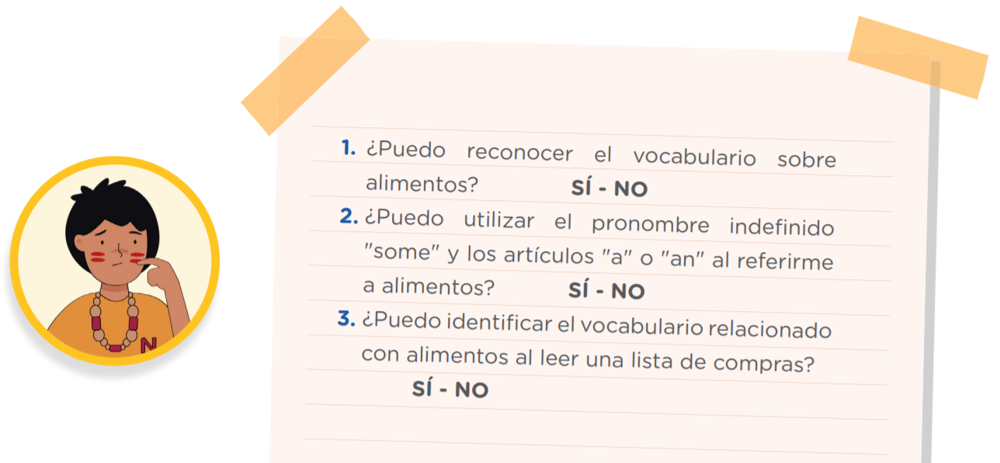 1. ¿Puedo reconocer el vocabulario sobre
alimentos? SÍ - NO
2. ¿Puedo utilizar el pronombre indefinido
"some" y los artículos "a" o "an" al referirme
a alimentos? SÍ - NO
3. ¿Puedo identificar el vocabulario relacionado
con alimentos al leer una lista de compras?
SÍ - NO
N